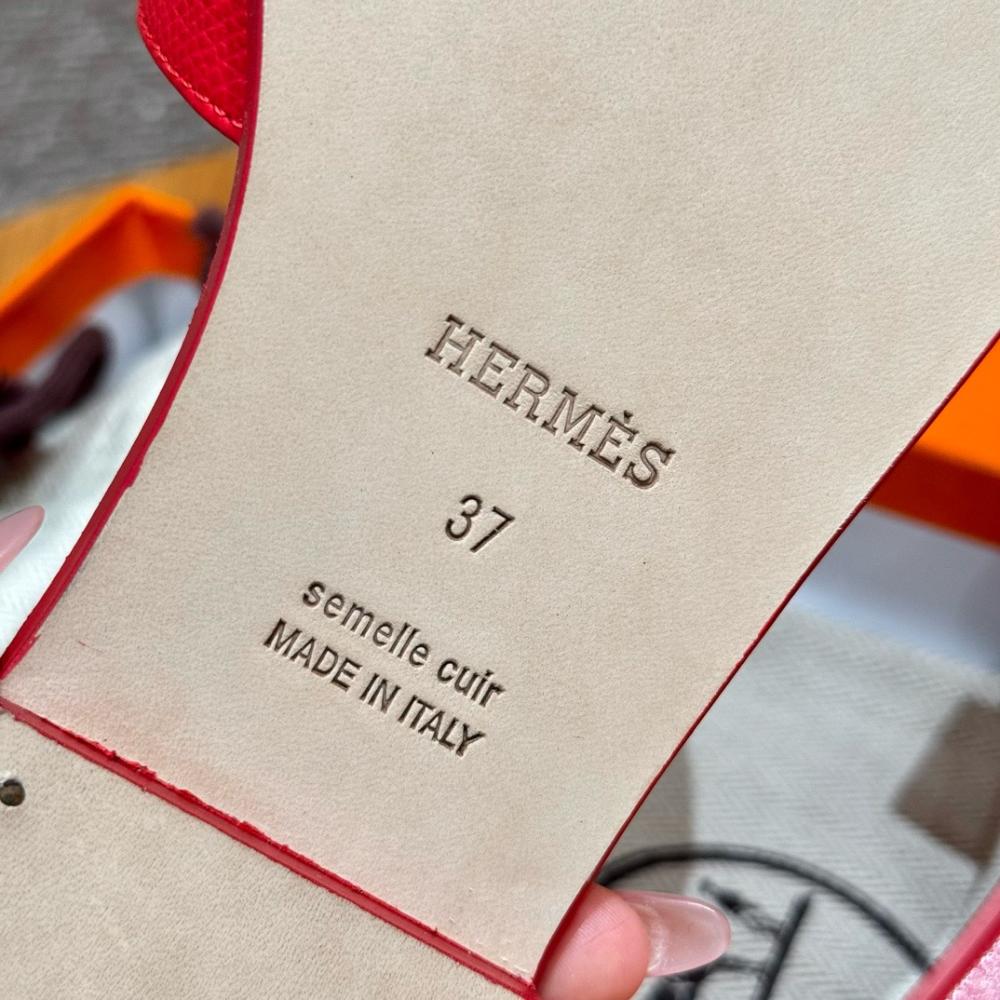 HERMÈS
37
semelle cuir
MADE IN ITALY